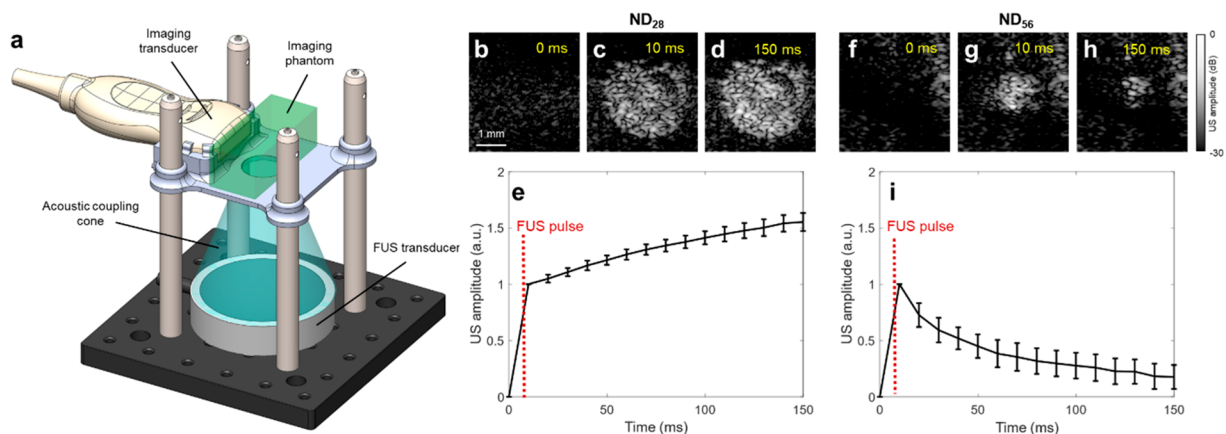 a
Imaging
transducer
Imaging
phantom
Acoustic coupling
cone
FUS transducer
ND28
b
0 ms
1 mm
c
10 ms
d
150 ms
ND56
f
0 ms
g
10 ms
h
150 ms
0
US amplitude (dB)
-30
e
FUS pulse
US amplitude (a.u.)
2
1.5
1
0.5
0
0
50
100
150
Time (ms)
i
FUS pulse
US amplitude (a.u.)
2
1.5
1
0.5
0
0
50
100
150
Time (ms)